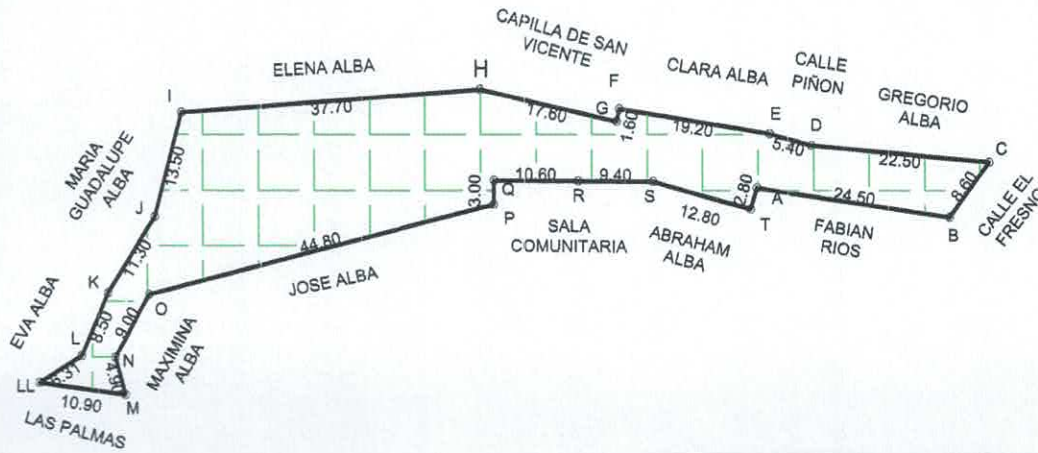 CAPILLA DE SAN
VICENTE
CLARA ALBA
CALLE
PIÑON
GREGORIO
ALBA
ELENA ALBA
H
I
37.70
17.60
G
F
1.60
19.20
E
5.40
D
22.50
C
8.60
CALLE EL
FRESNO
B
24.50
FABIAN
RIOS
A
2.80
T
12.80
ABRAHAM
ALBA
S
9.40
R
10.60
SALA
COMUNITARIA
Q
3.00
P
44.80
JOSE ALBA
MARIA
GUADALUPE
ALBA
13.50
J
11.30
K
O
EVA ALBA
8.50
9.00
MAXIMINA
ALBA
L
N
4.90
LL
10.90
M
LAS PALMAS